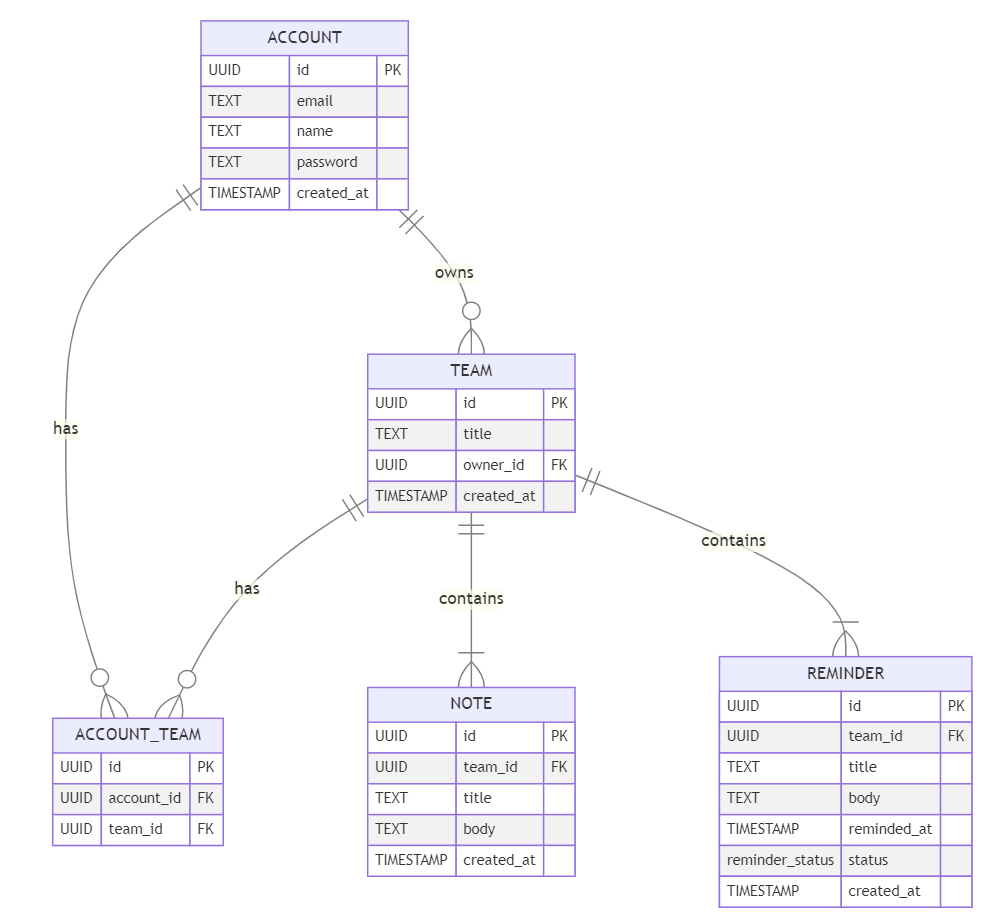 ACCOUNT
UUID id PK
TEXT email
TEXT name
TEXT password
TIMESTAMP created_at
owns
TEAM
UUID id PK
TEXT title
UUID owner_id FK
TIMESTAMP created_at
has
contains
has
contains
REMINDER
UUID id PK
UUID team_id FK
TEXT title
TEXT body
TIMESTAMP reminded_at
reminder_status status
TIMESTAMP created_at
NOTE
UUID id PK
UUID team_id FK
TEXT title
TEXT body
TIMESTAMP created_at
ACCOUNT_TEAM
UUID id PK
UUID account_id FK
UUID team_id FK